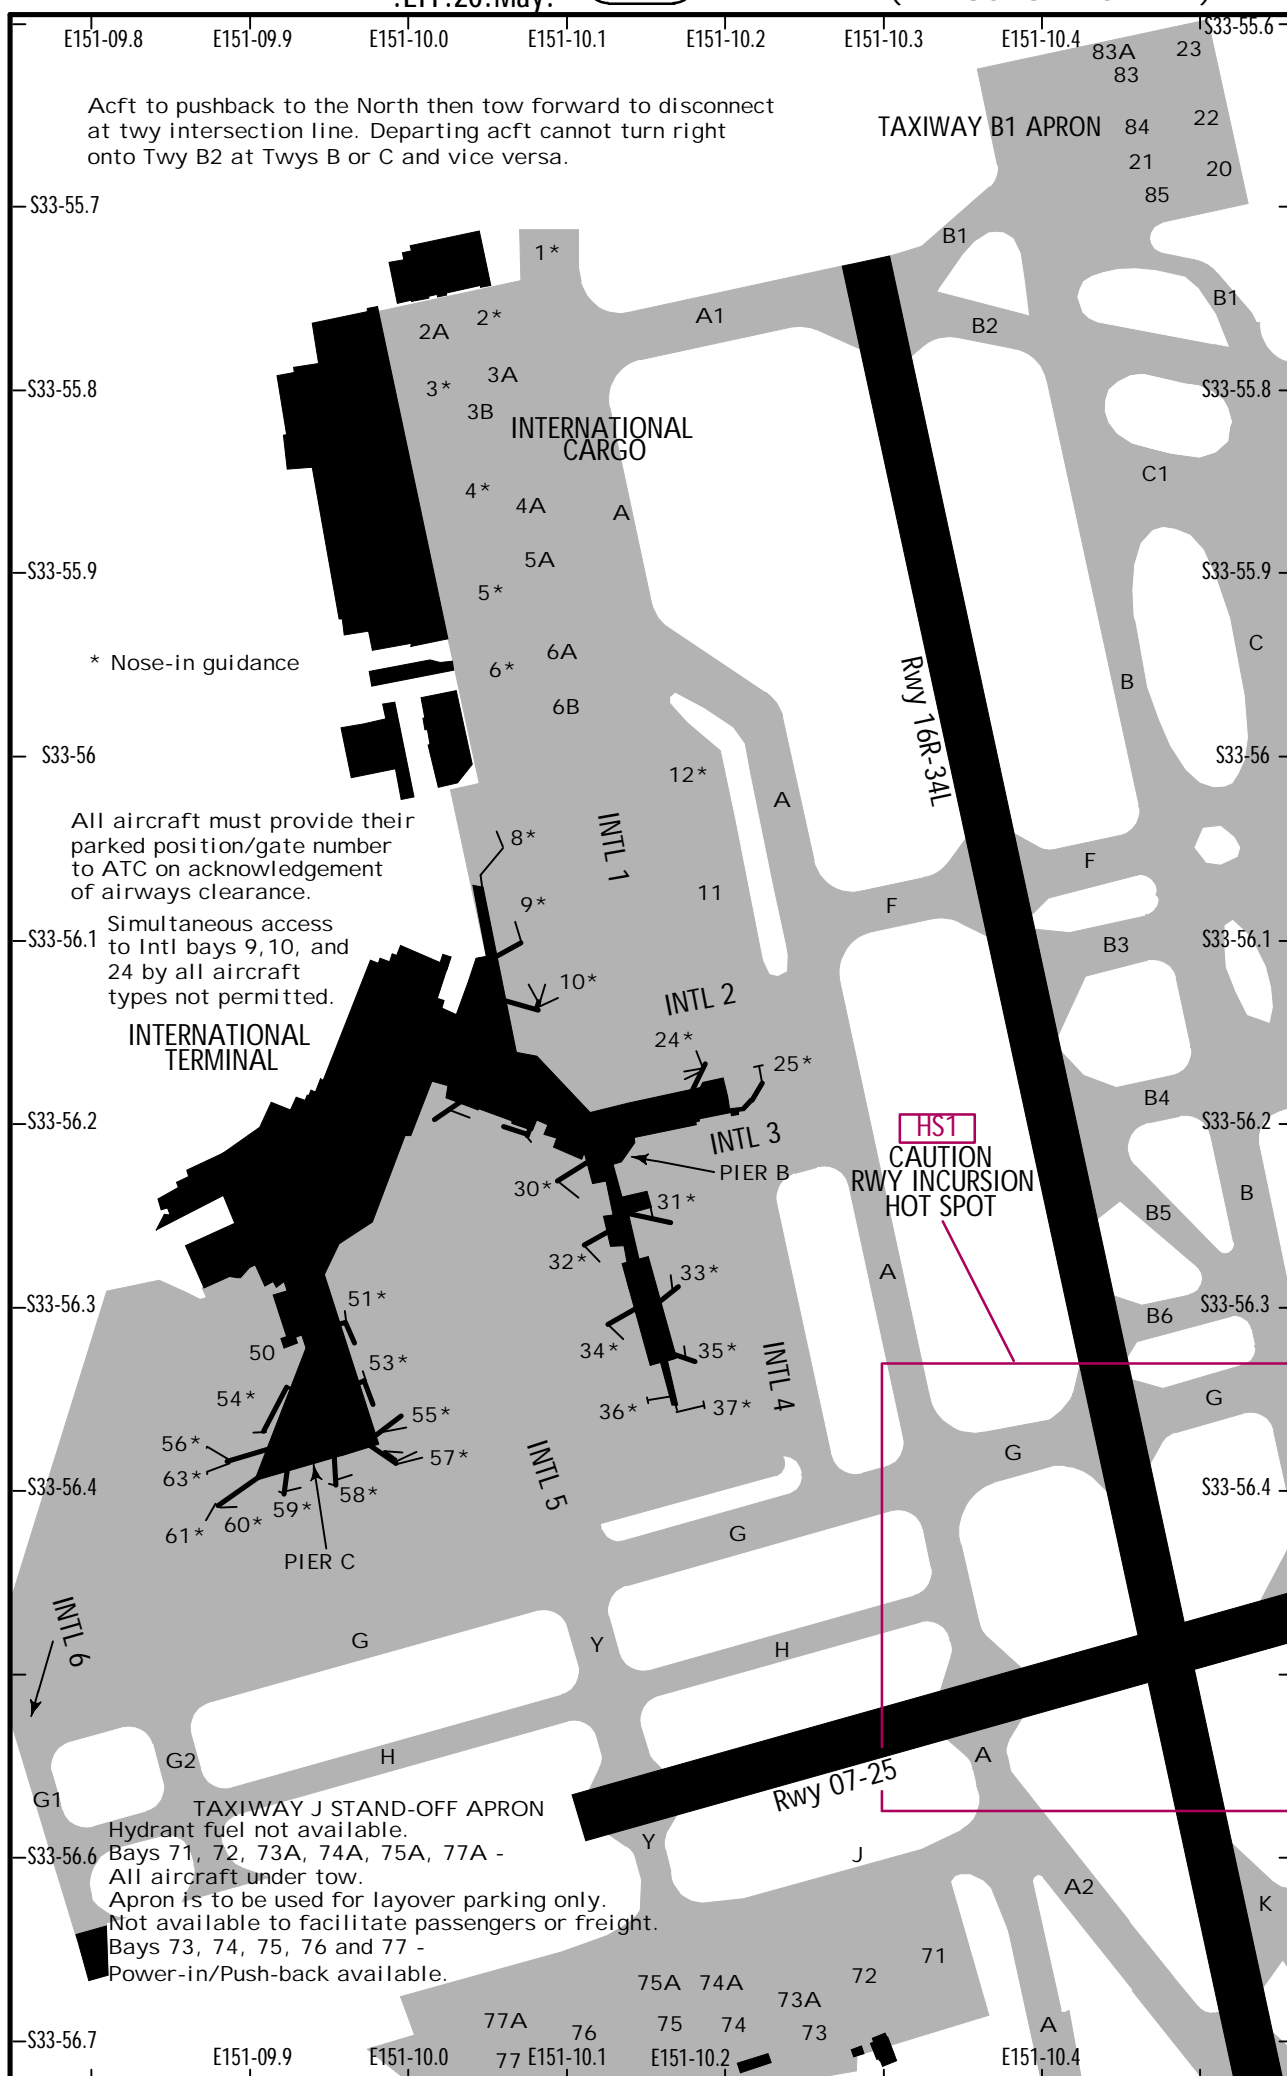 .EFF.20.May.
E151-09.8 E151-09.9 E151-10.0 E151-10.1 E151-10.2 E151-10.3 E151-10.4 S33-55.6
83A 23
83
Acft to pushback to the North then tow forward to disconnect
at twy intersection line. Departing acft cannot turn right
onto Twy B2 at Twys B or C and vice versa.
TAXIWAY B1 APRON
84 22
21 20
85
S33-55.7
B1
1*
B1
2* A1 B2
2A
3A
S33-55.8 3* S33-55.8
3B
INTERNATIONAL
CARGO
C1
4*
4A A
5A
S33-55.9 S33-55.9
5*
C
6A
* Nose-in guidance 6*
B
6B
Rwy 16R-34L
S33-56 S33-56
12*
A
All aircraft must provide their
parked position/gate number
to ATC on acknowledgement
of airways clearance.
8*
INTL 1
F
11
9* F
Simultaneous access
to Intl bays 9,10, and
24 by all aircraft
types not permitted.
S33-56.1 S33-56.1
B3
10*
INTL 2
INTERNATIONAL
TERMINAL
24*
25*
B4
S33-56.2 S33-56.2
HS1
CAUTION
RWY INCURSION
HOT SPOT
INTL 3
PIER B
30*
31*
B
B5
32*
33* A
51*
S33-56.3 S33-56.3
B6
50
34* 35*
53*
INTL 4
54*
36* 37*
G
55*
56*
57*
G
63*
INTL 5
S33-56.4 S33-56.4
58*
59*
60*
61*
G
PIER C
INTL 6
G Y H
G2 H A
G1
Rwy 07-25
TAXIWAY J STAND-OFF APRON
Hydrant fuel not available.
Y
S33-56.6
Bays 71, 72, 73A, 74A, 75A, 77A -
J
All aircraft under tow.
A2
Apron is to be used for layover parking only.
K
Not available to facilitate passengers or freight.
Bays 73, 74, 75, 76 and 77 -
71
Power-in/Push-back available.
75A 74A 72
73A
77A 75 74 A
76 73
S33-56.7
E151-09.9 E151-10.0 77 E151-10.1 E151-10.2 E151-10.4